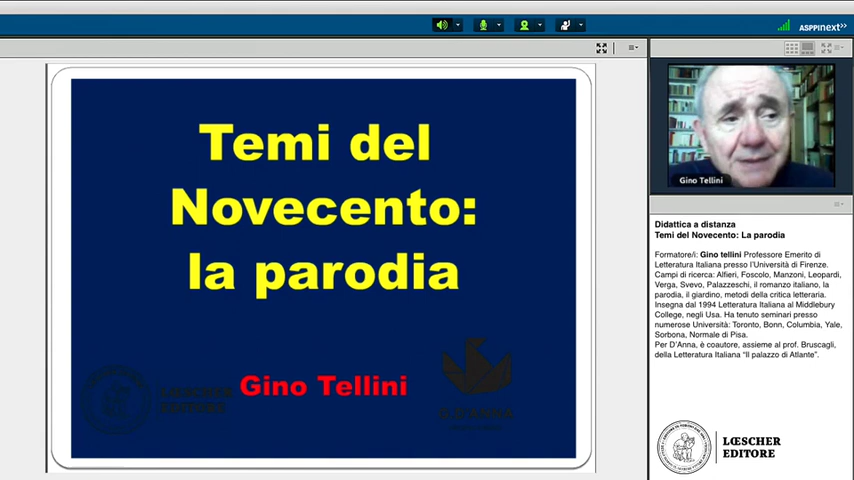 ASPPInext>>
Temi del
Novecento:
la parodia
Gino Tellini
LŒSCHER
EDITORE
G.D'ANNA
Gino Tellini
Didattica a distanza
Temi del Novecento: La parodia
Formatore/i: Gino tellini Professore Emerito di
Letteratura Italiana presso l'Università di Firenze.
Campi di ricerca: Alfieri, Foscolo, Manzoni, Leopardi,
Verga, Svevo, Palazzeschi, il romanzo italiano, la
parodia, il giardino, metodi della critica letteraria.
Insegna dal 1994 Letteratura Italiana al Middlebury
College, negli Usa. Ha tenuto seminari presso
numerose Università: Toronto, Bonn, Columbia, Yale,
Sorbona, Normale di Pisa.
Per D'Anna, è coautore, assieme al prof. Bruscagli,
della Letteratura Italiana "Il palazzo di Atlante".
LŒSCHER
EDITORE